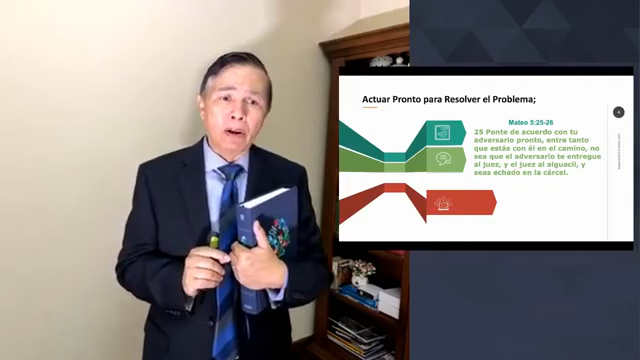 Actuar Pronto para Resolver el Problema;
4
Mateo 5:25-26
25 Ponte de acuerdo con tu
adversario pronto, entre tanto
que estás con él en el camino, no
sea que el adversario te entregue
al juez, y el juez al alguacil, y
seas echado en la cárcel.